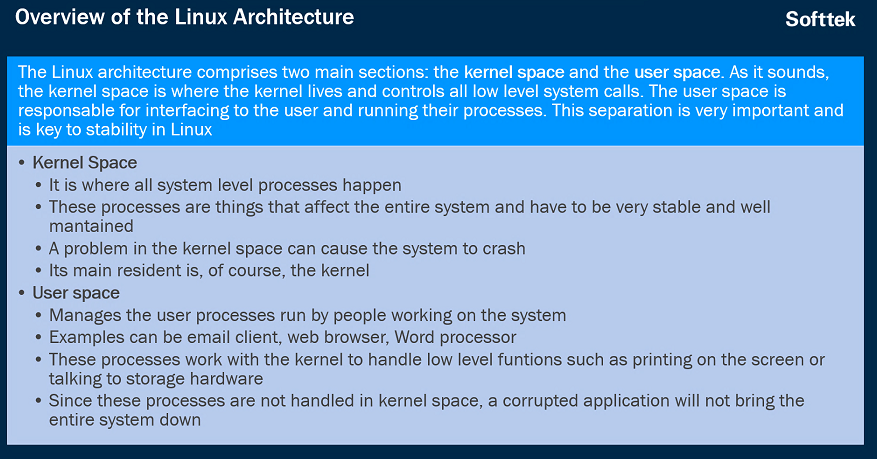 Overview of the Linux Architecture
Softtek
The Linux architecture comprises two main sections: the kernel space and the user space. As it sounds,
the kernel space is where the kernel lives and controls all low level system calls. The user space is
responsable for interfacing to the user and running their processes. This separation is very important and
is key to stability in Linux
• Kernel Space
• It is where all system level processes happen
• These processes are things that affect the entire system and have to be very stable and well
mantained
• A problem in the kernel space can cause the system to crash
• Its main resident is, of course, the kernel
• User space
• Manages the user processes run by people working on the system
• Examples can be email client, web browser, Word processor
• These processes work with the kernel to handle low level funtions such as printing on the screen or
talking to storage hardware
• Since these processes are not handled in kernel space, a corrupted application will not bring the
entire system down